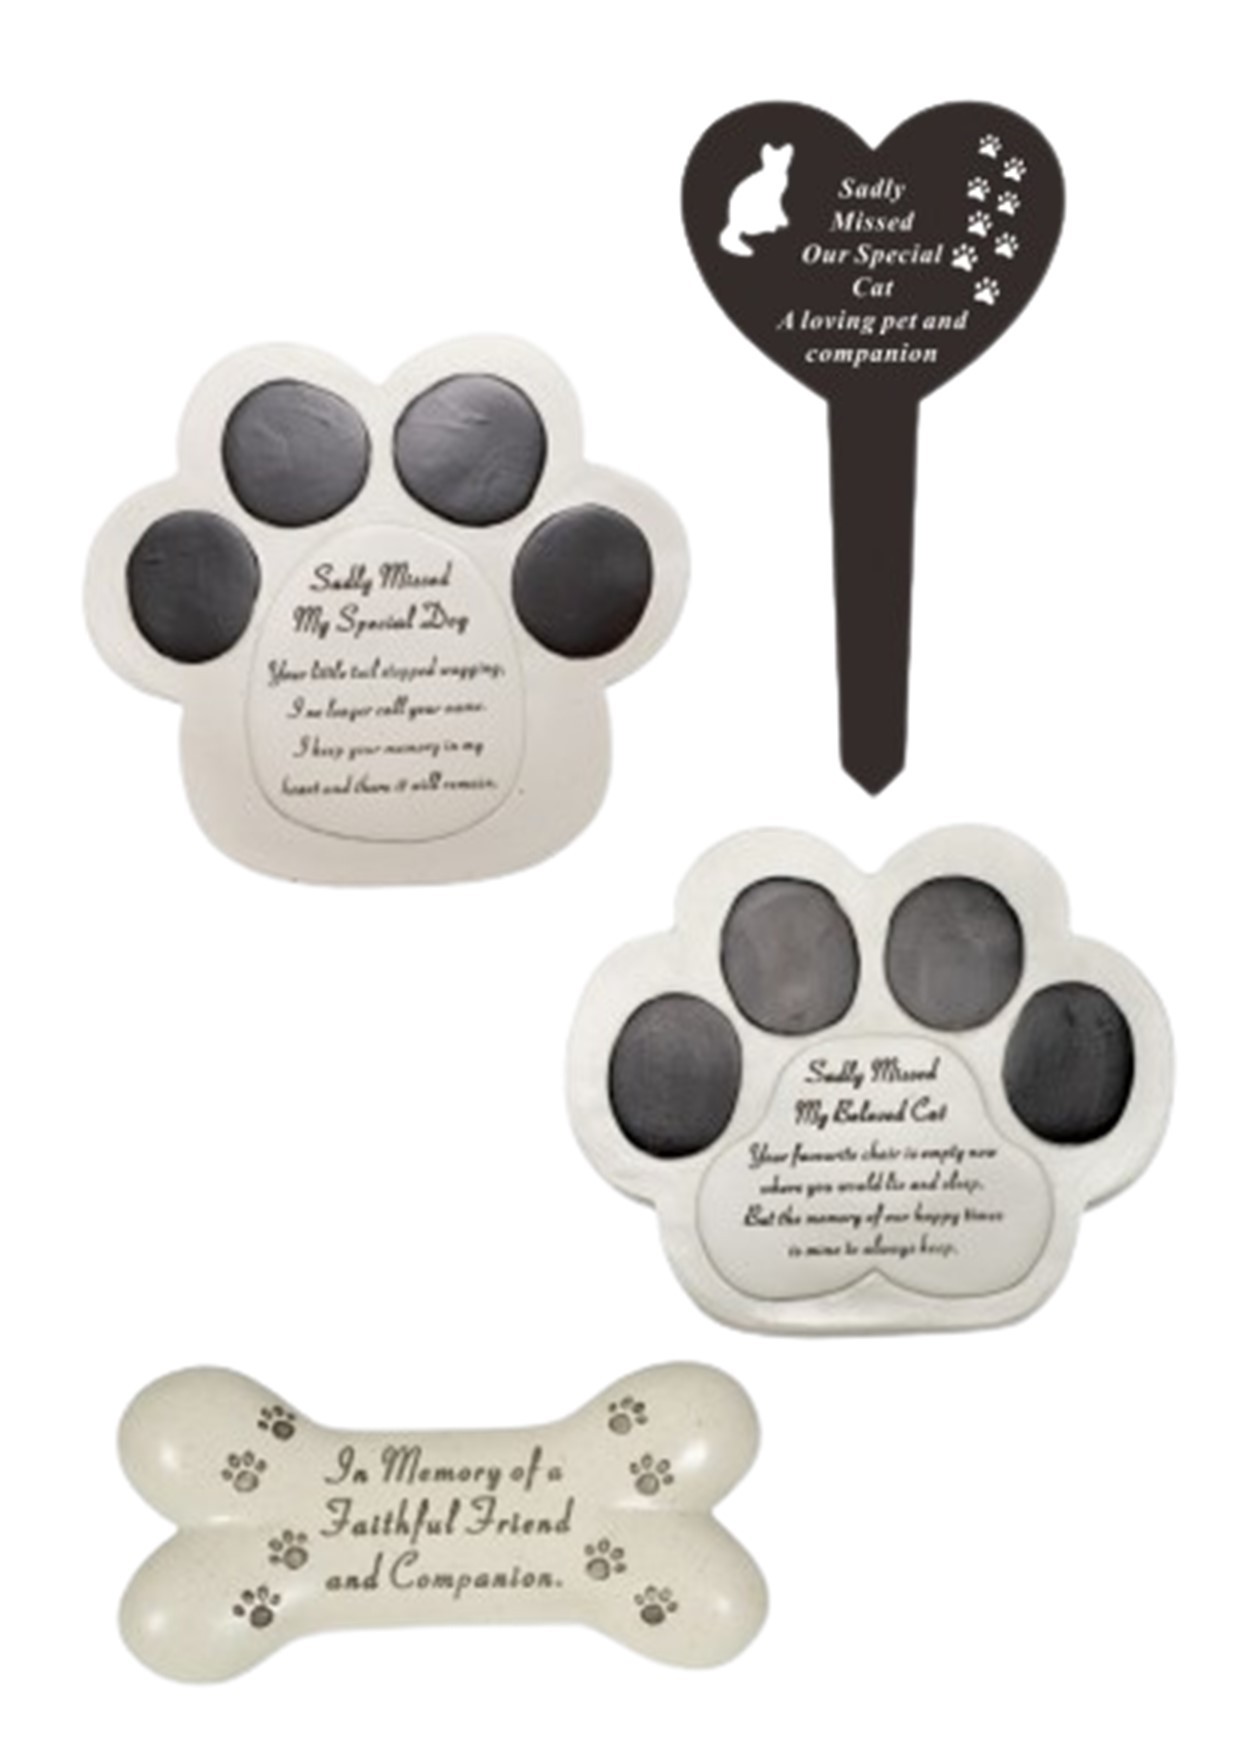 Sadly
Missed
Our Special
Cat
A loving pet and
companion
Sadly Missed
My Special Dog
Your little tail stopped wagging,
I no longer call your name.
I keep your memory in my
heart and there it will remain.
Sadly Missed
My Beloved Cat
Your favourite chair is empty now
where you would lie and sleep.
But the memory of our happy times
is mine to always keep.
In Memory of a
Faithful Friend
and Companion.